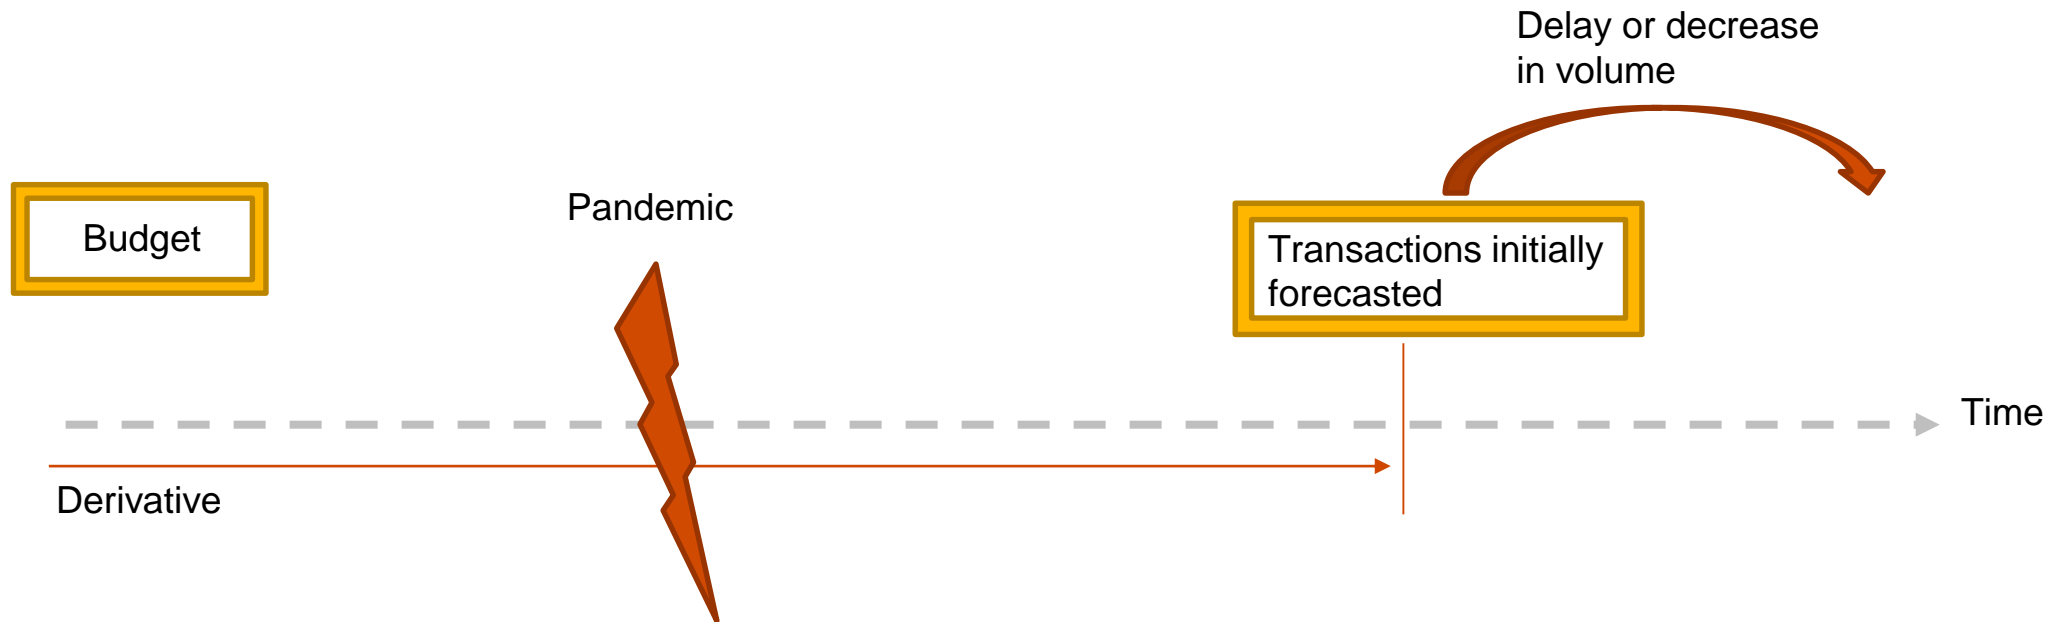 Delay or decrease
in volume
Pandemic
Budget
Transactions initially
forecasted
Time
Derivative